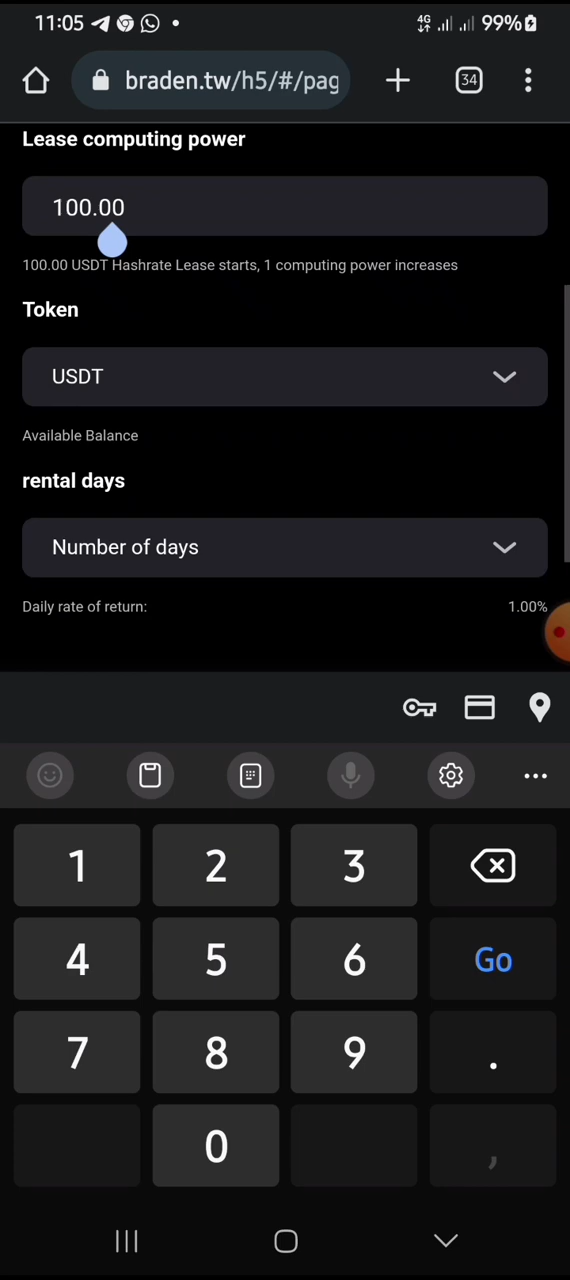 11:05 4G 99%
braden.tw/h5/#/pag 34
Lease computing power
100.00
100.00 USDT Hashrate Lease starts, 1 computing power increases
Token
USDT
Available Balance
rental days
Number of days
Daily rate of return: 1.00%
1 2 3
4 5 6 Go
7 8 9 .
0 ,